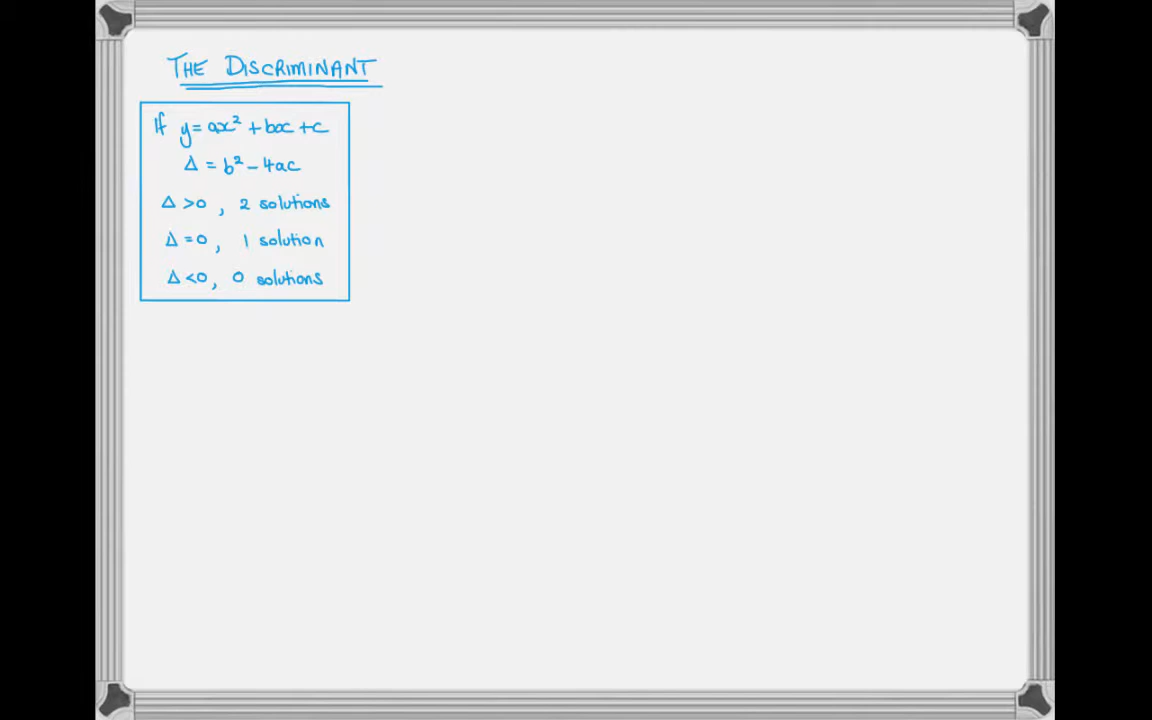 THE DISCRIMINANT
If y = ax² + bx + c
Δ = b² - 4ac
Δ > 0, 2 solutions
Δ = 0, 1 solution
Δ < 0, 0 solutions